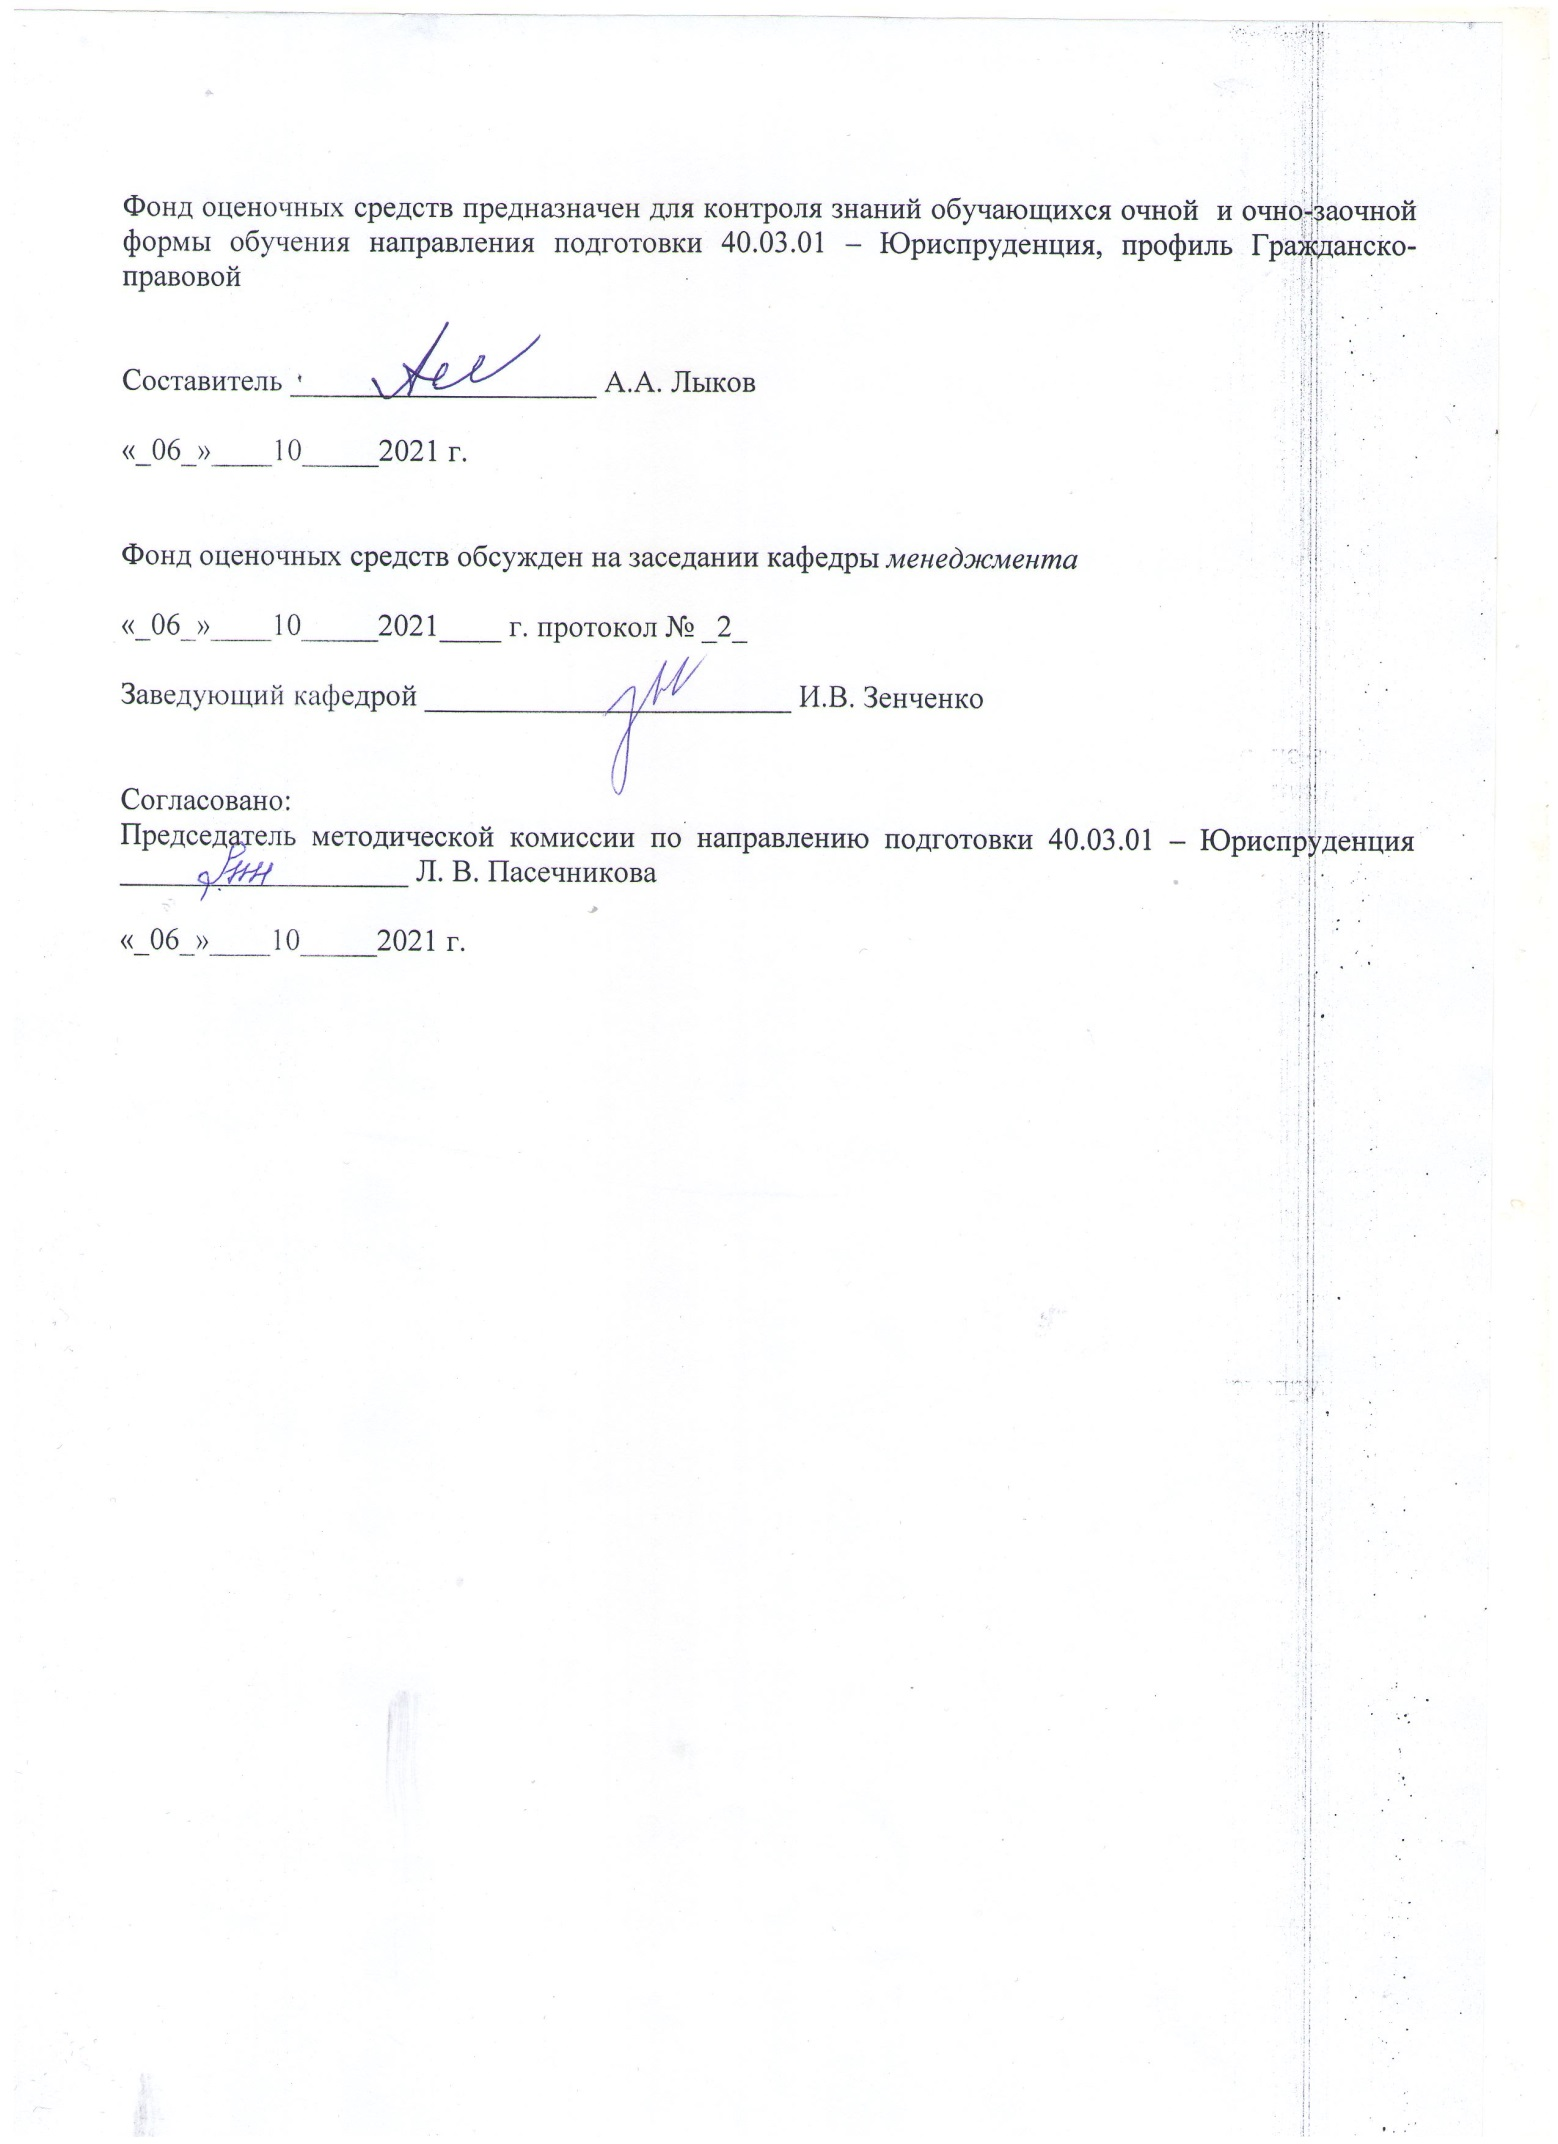 Фонд оценочных средств предназначен для контроля знаний обучающихся очной и очно-заочной
формы обучения направления подготовки 40.03.01 – Юриспруденция, профиль Гражданско-
правовой
Составитель ____________________ А.А. Лыков
«_06_»____10_____2021 г.
Фонд оценочных средств обсужден на заседании кафедры менеджмента
«_06_»____10_____2021____ г. протокол № _2_
Заведующий кафедрой ________________________ И.В. Зенченко
Согласовано:
Председатель методической комиссии по направлению подготовки 40.03.01 – Юриспруденция
___________________ Л. В. Пасечникова
«_06_»____10_____2021 г.